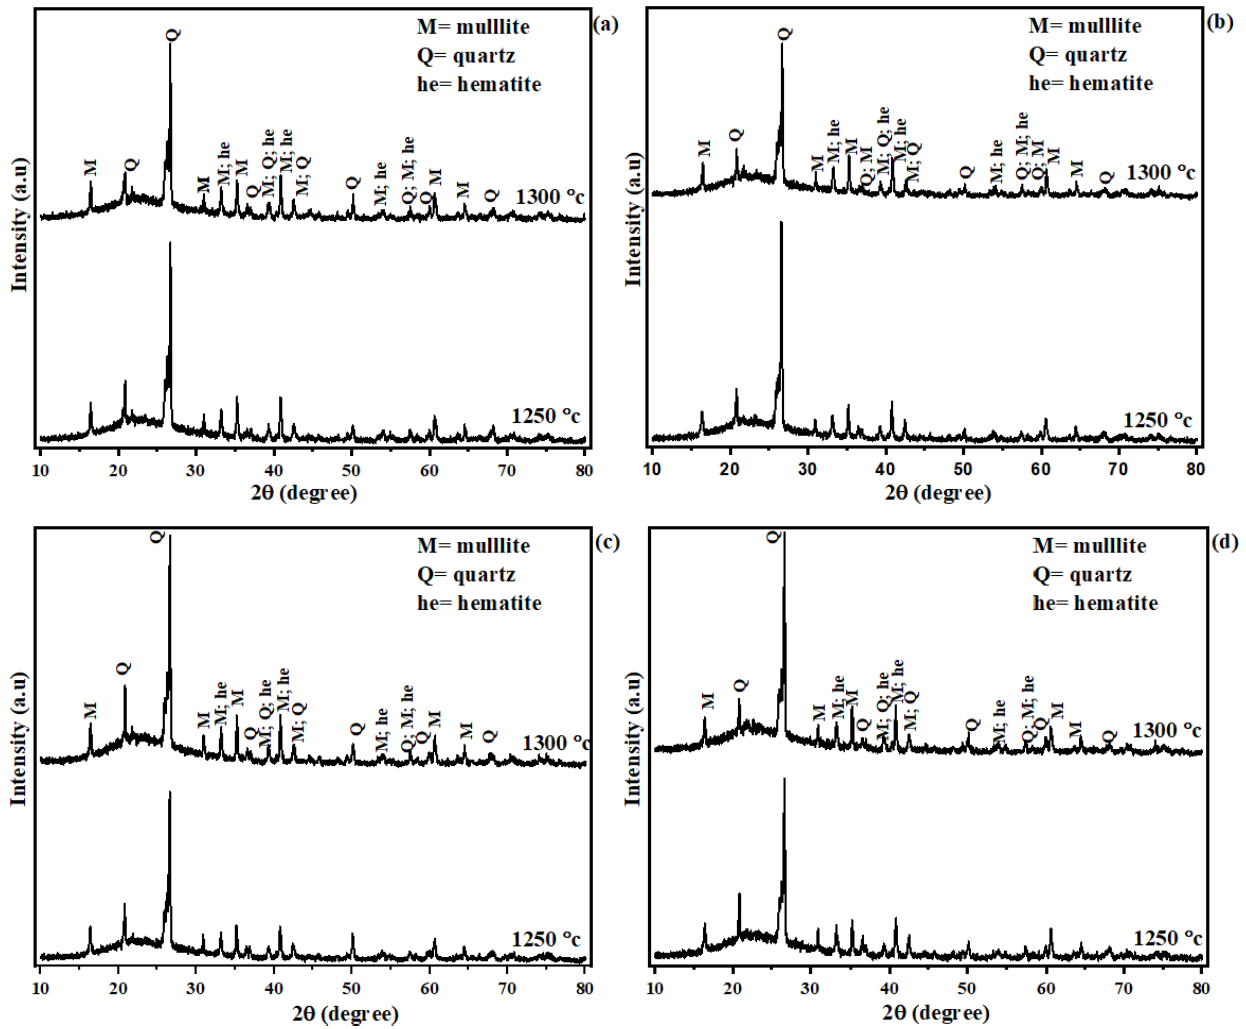 M= mulllite
Q= quartz
he= hematite
(a)
Q
M
Q
M
M; he
M
Q
M; Q; he
M; he
M; Q
Q
M; he
Q; M; he
Q
M
M
Q
1300 °c
1250 °c
Intensity (a.u)
10 20 30 40 50 60 70 80
2θ (degree)
M= mulllite
Q= quartz
he= hematite
(b)
Q
M
Q
M
M; he
M
Q; M
M; Q; he
M; he
M; Q
Q
M; he
Q; M; he
Q; M
M
M
Q
1300 °c
1250 °c
Intensity (a.u)
10 20 30 40 50 60 70 80
2θ (degree)
M= mulllite
Q= quartz
he= hematite
(c)
Q
M
Q
M
M; he
M
Q
M; Q; he
M; he
M; Q
Q
M; he
Q; M; he
Q
M
M
Q
1300 °c
1250 °c
Intensity (a.u)
10 20 30 40 50 60 70 80
2θ (degree)
M= mulllite
Q= quartz
he= hematite
(d)
Q
M
Q
M
M; he
M
Q
M; Q; he
M; he
M; Q
Q
M; he
Q; M; he
Q
M
M
Q
1300 °c
1250 °c
Intensity (a.u)
10 20 30 40 50 60 70 80
2θ (degree)